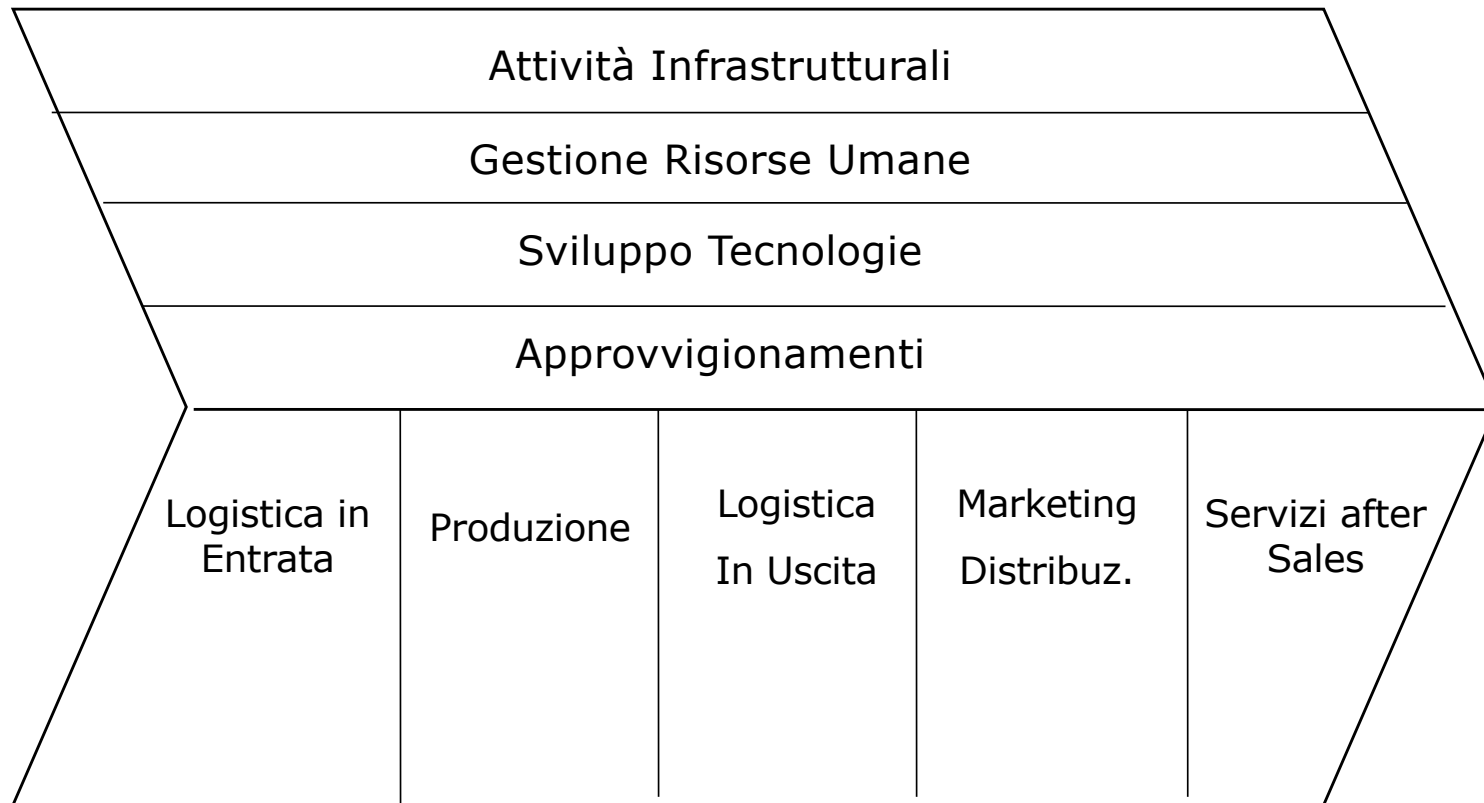 Attività Infrastrutturali
Gestione Risorse Umane
Sviluppo Tecnologie
Approvvigionamenti
Logistica in
Entrata
Produzione
Logistica
In Uscita
Marketing
Distribuz.
Servizi after
Sales